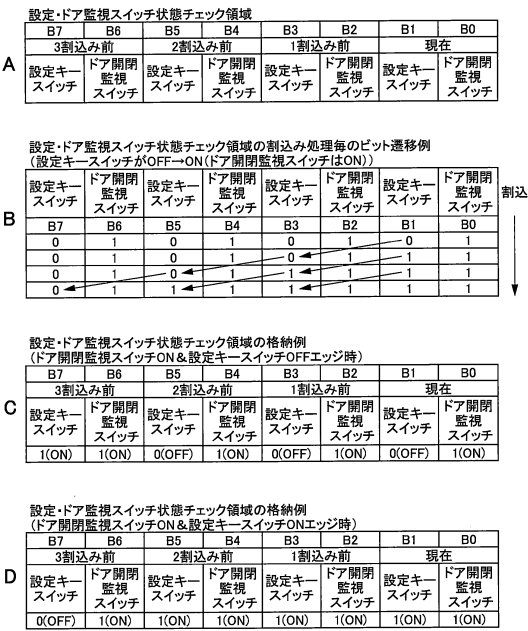 設定・ドア監視スイッチ状態チェック領域
B7 B6 B5 B4 B3 B2 B1 B0
3割込み前 2割込み前 1割込み前 現在
A
設定キースイッチ ドア開閉監視スイッチ 設定キースイッチ ドア開閉監視スイッチ 設定キースイッチ ドア開閉監視スイッチ 設定キースイッチ ドア開閉監視スイッチ
設定・ドア監視スイッチ状態チェック領域の割込み処理毎のビット遷移例
(設定キースイッチがOFF→ON(ドア開閉監視スイッチはON))
設定キースイッチ ドア開閉監視スイッチ 設定キースイッチ ドア開閉監視スイッチ 設定キースイッチ ドア開閉監視スイッチ 設定キースイッチ ドア開閉監視スイッチ
割込
B
B7 B6 B5 B4 B3 B2 B1 B0
0 1 0 1 0 1 0 1
0 1 0 1 0 1 1 1
0 1 0 1 1 1 1 1
0 1 1 1 1 1 1 1
設定・ドア監視スイッチ状態チェック領域の格納例
(ドア開閉監視スイッチON&設定キースイッチOFFエッジ時)
B7 B6 B5 B4 B3 B2 B1 B0
3割込み前 2割込み前 1割込み前 現在
C
設定キースイッチ ドア開閉監視スイッチ 設定キースイッチ ドア開閉監視スイッチ 設定キースイッチ ドア開閉監視スイッチ 設定キースイッチ ドア開閉監視スイッチ
1(ON) 1(ON) 0(OFF) 1(ON) 0(OFF) 1(ON) 0(OFF) 1(ON)
設定・ドア監視スイッチ状態チェック領域の格納例
(ドア開閉監視スイッチON&設定キースイッチONエッジ時)
B7 B6 B5 B4 B3 B2 B1 B0
3割込み前 2割込み前 1割込み前 現在
D
設定キースイッチ ドア開閉監視スイッチ 設定キースイッチ ドア開閉監視スイッチ 設定キースイッチ ドア開閉監視スイッチ 設定キースイッチ ドア開閉監視スイッチ
0(OFF) 1(ON) 1(ON) 1(ON) 1(ON) 1(ON) 1(ON) 1(ON)